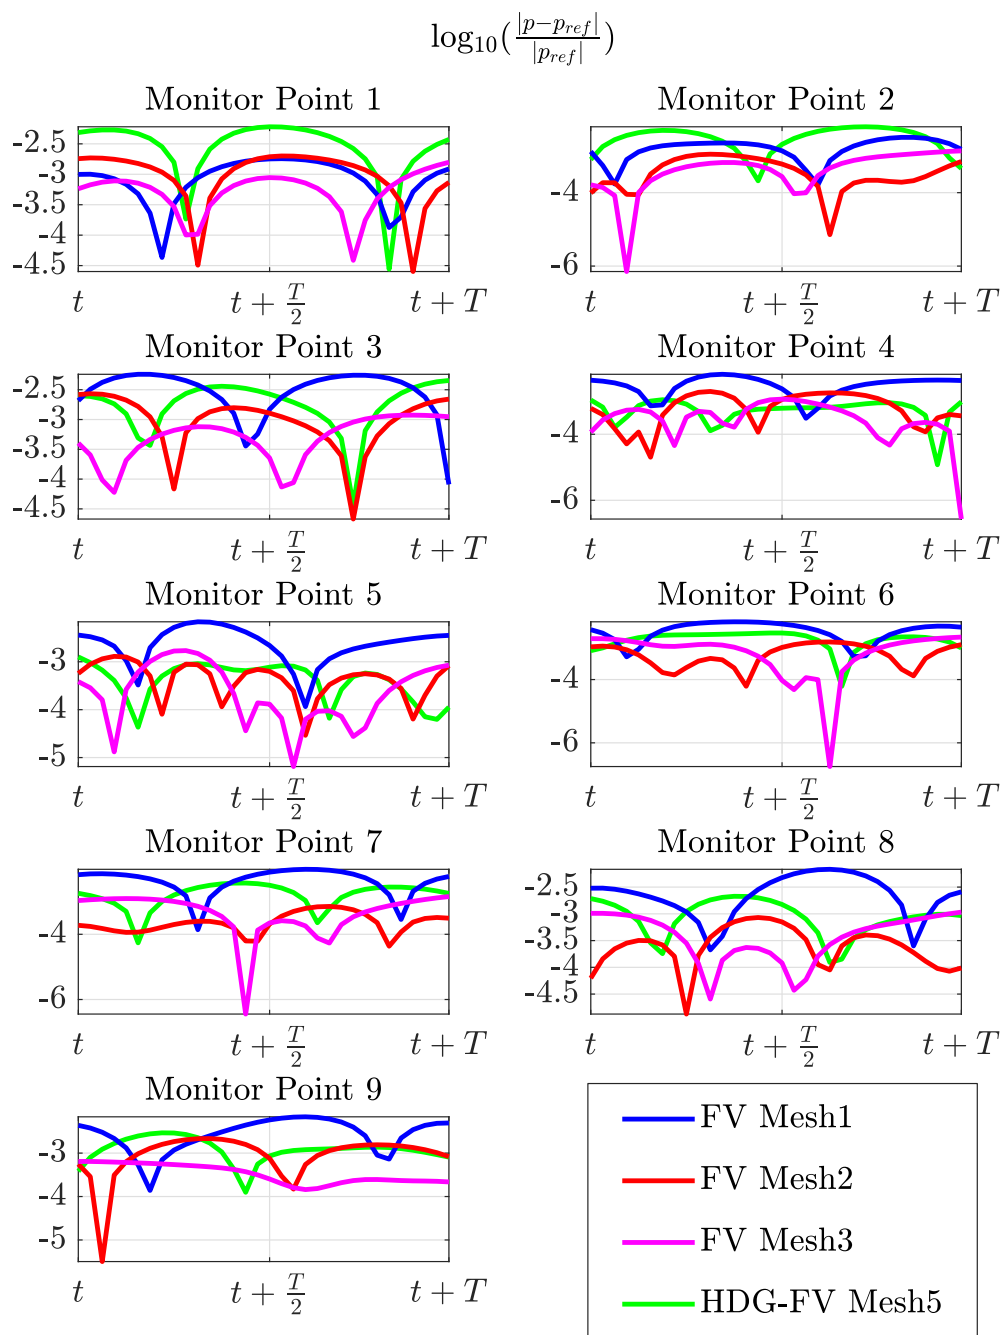 log₁₀(|p−p_ref|/|p_ref|)
Monitor Point 1
Monitor Point 2
-2.5
-3
-3.5
-4
-4.5
t
t + T/2
t + T
-4
-6
t
t + T/2
t + T
Monitor Point 3
Monitor Point 4
-2.5
-3
-3.5
-4
-4.5
t
t + T/2
t + T
-4
-6
t
t + T/2
t + T
Monitor Point 5
Monitor Point 6
-3
-4
-5
t
t + T/2
t + T
-4
-6
t
t + T/2
t + T
Monitor Point 7
Monitor Point 8
-4
-6
t
t + T/2
t + T
-2.5
-3
-3.5
-4
-4.5
t
t + T/2
t + T
Monitor Point 9
-3
-4
-5
t
t + T/2
t + T
FV Mesh1
FV Mesh2
FV Mesh3
HDG-FV Mesh5